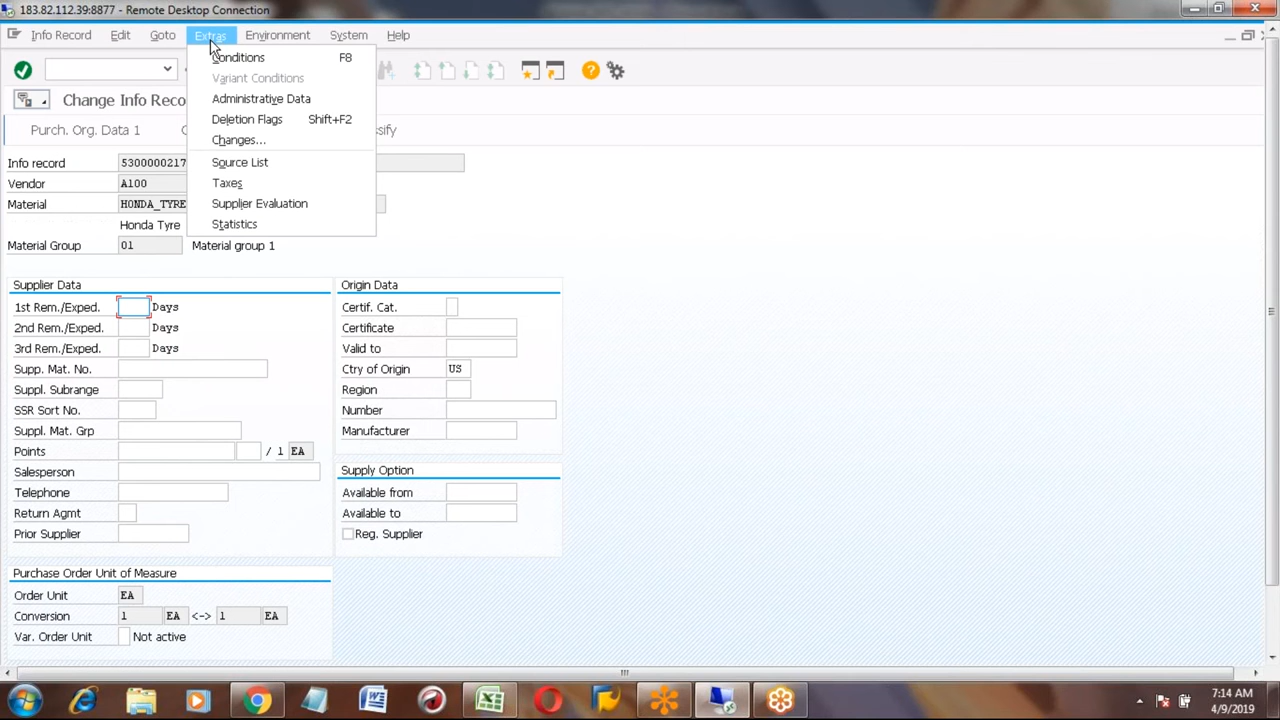 183.82.112.39:8877 - Remote Desktop Connection
Info Record Edit Goto Extras Environment System Help
Conditions F8
Variant Conditions
Administrative Data
Deletion Flags Shift+F2
Changes...
Source List
Taxes
Supplier Evaluation
Statistics
Change Info Reco
Purch. Org. Data 1 C sify
Info record 5300000217
Vendor A100
Material HONDA_TYRE
Honda Tyre
Material Group 01 Material group 1
Supplier Data
1st Rem./Exped. Days
2nd Rem./Exped. Days
3rd Rem./Exped. Days
Supp. Mat. No.
Suppl. Subrange
SSR Sort No.
Suppl. Mat. Grp
Points / 1 EA
Salesperson
Telephone
Return Agmt
Prior Supplier
Origin Data
Certif. Cat.
Certificate
Valid to
Ctry of Origin US
Region
Number
Manufacturer
Supply Option
Available from
Available to
Reg. Supplier
Purchase Order Unit of Measure
Order Unit EA
Conversion 1 EA <-> 1 EA
Var. Order Unit Not active
7:14 AM
4/9/2019